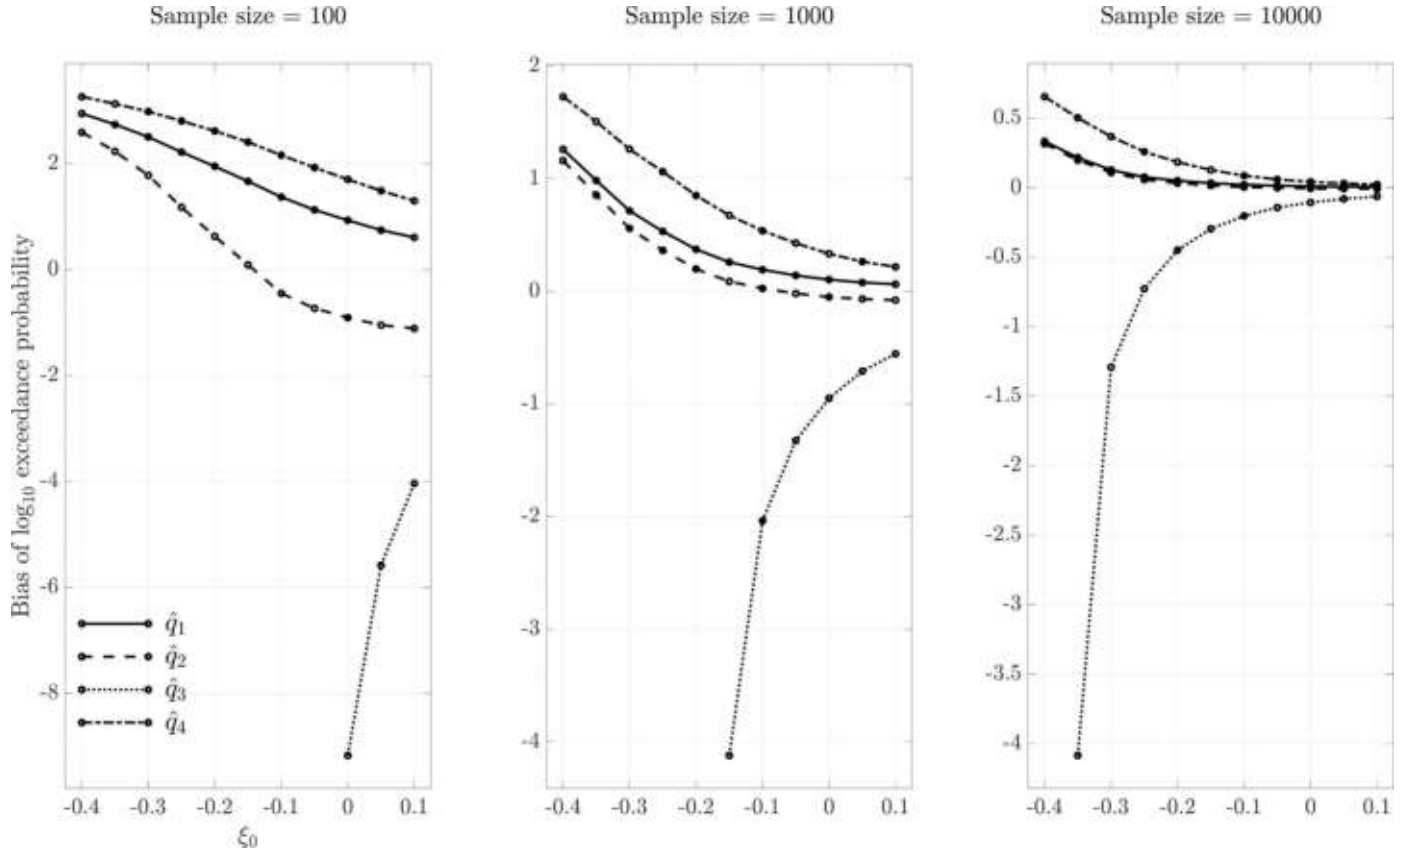 Sample size = 100
Sample size = 1000
Sample size = 10000
Bias of log₁₀ exceedance probability
2
0
-2
-4
-6
-8
q̂₁
q̂₂
q̂₃
q̂₄
-0.4 -0.3 -0.2 -0.1 0 0.1
ξ₀
2
1
0
-1
-2
-3
-4
-0.4 -0.3 -0.2 -0.1 0 0.1
0.5
0
-0.5
-1
-1.5
-2
-2.5
-3
-3.5
-4
-0.4 -0.3 -0.2 -0.1 0 0.1